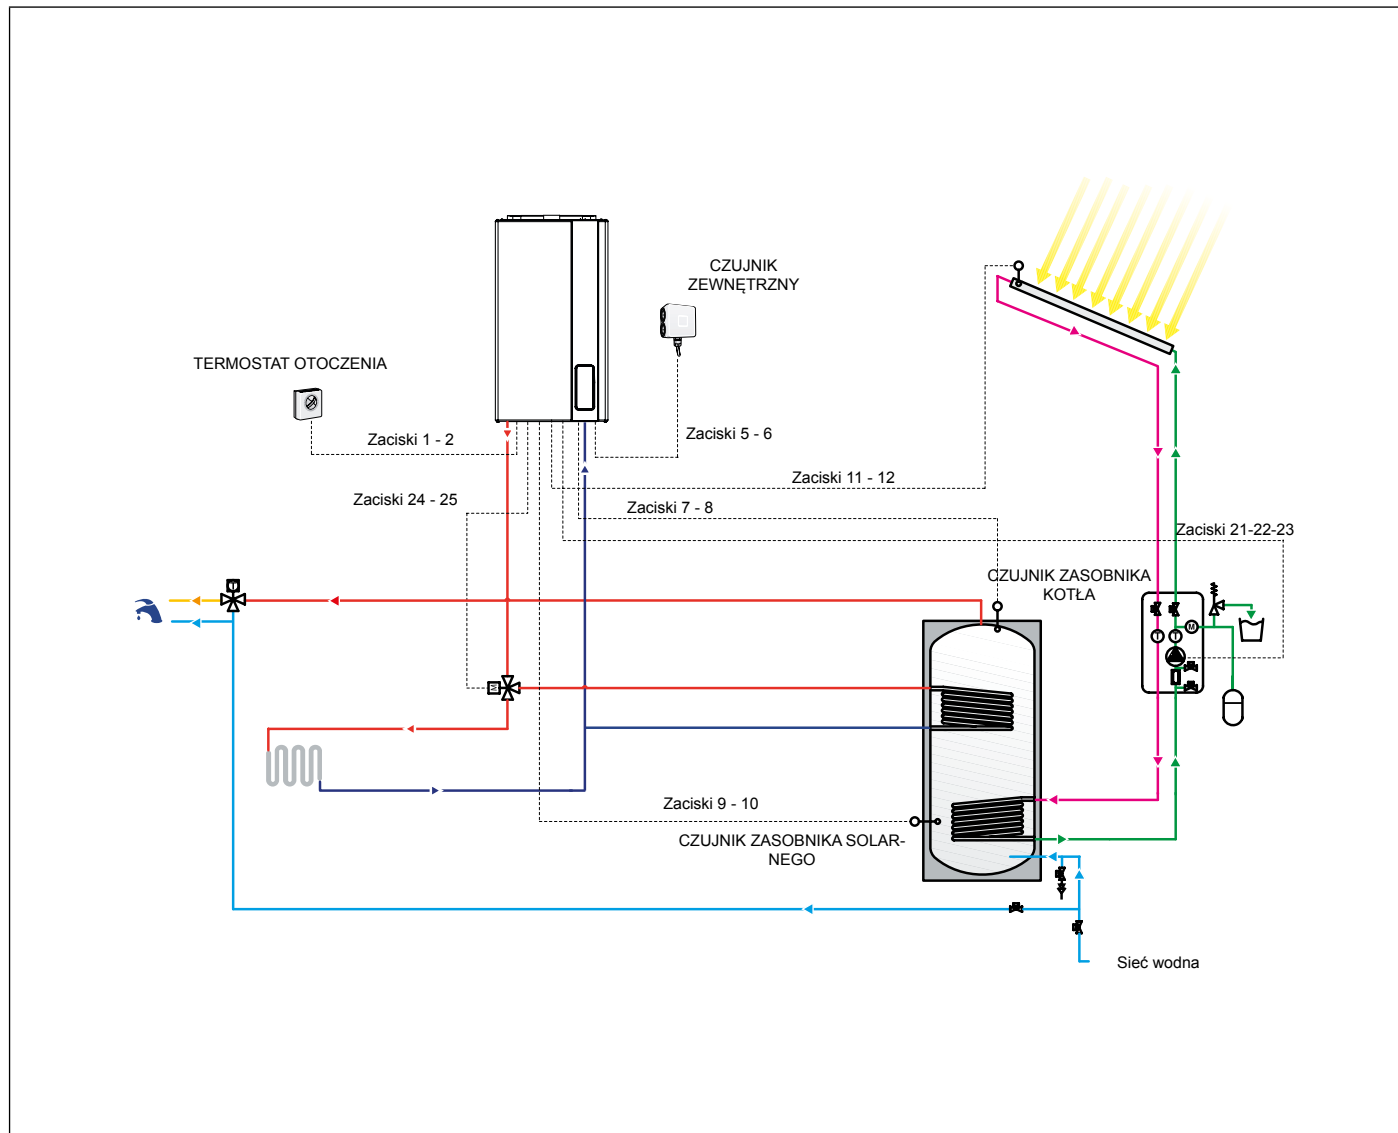 CZUJNIK
ZEWNĘTRZNY
TERMOSTAT OTOCZENIA
Zaciski 1 - 2
Zaciski 5 - 6
Zaciski 11 - 12
Zaciski 24 - 25
Zaciski 7 - 8
Zaciski 21-22-23
CZUJNIK ZASOBNIKA
KOTŁA
M
T
T
M
Zaciski 9 - 10
CZUJNIK ZASOBNIKA SOLAR-
NEGO
Sieć wodna